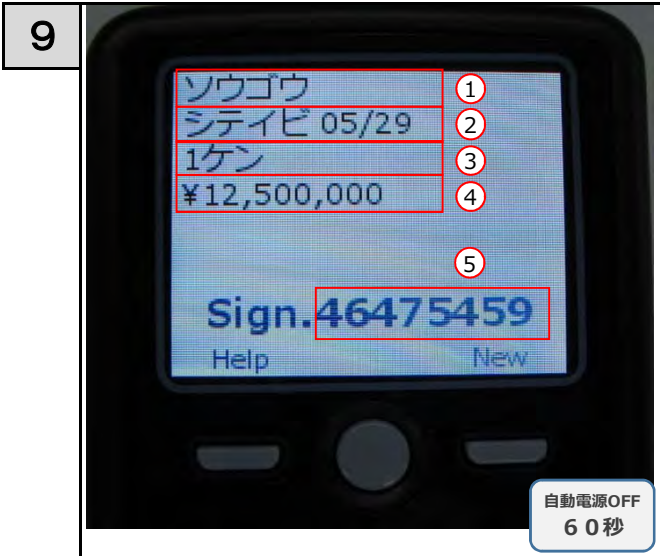 9
ソウゴウ ①
シテイビ 05/29 ②
1ケン ③
¥12,500,000 ④
⑤
Sign.46475459
Help New
自動電源OFF
60秒